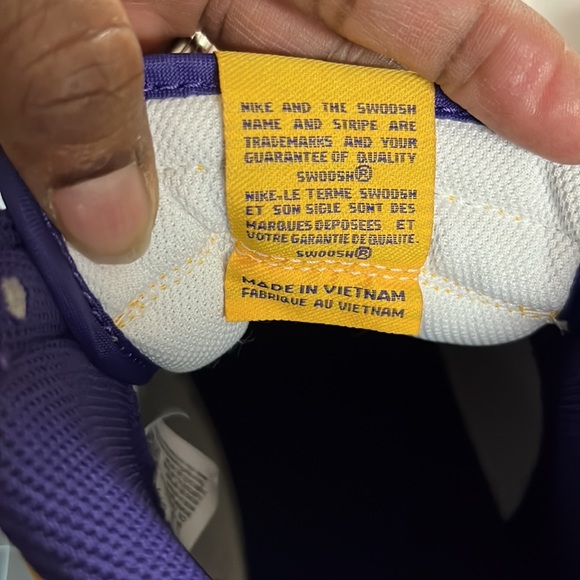 NIKE AND THE SWOOSH
NAME AND STRIPE ARE
TRADEMARKS AND YOUR
GUARANTEE OF QUALITY
SWOOSH®
NIKE-LE TERME SWOOSH
ET SON SIGLE SONT DES
MARQUES DEPOSEES ET
VOTRE GARANTIE DE QUALITE.
SWOOSH®
MADE IN VIETNAM
FABRIQUE AU VIETNAM